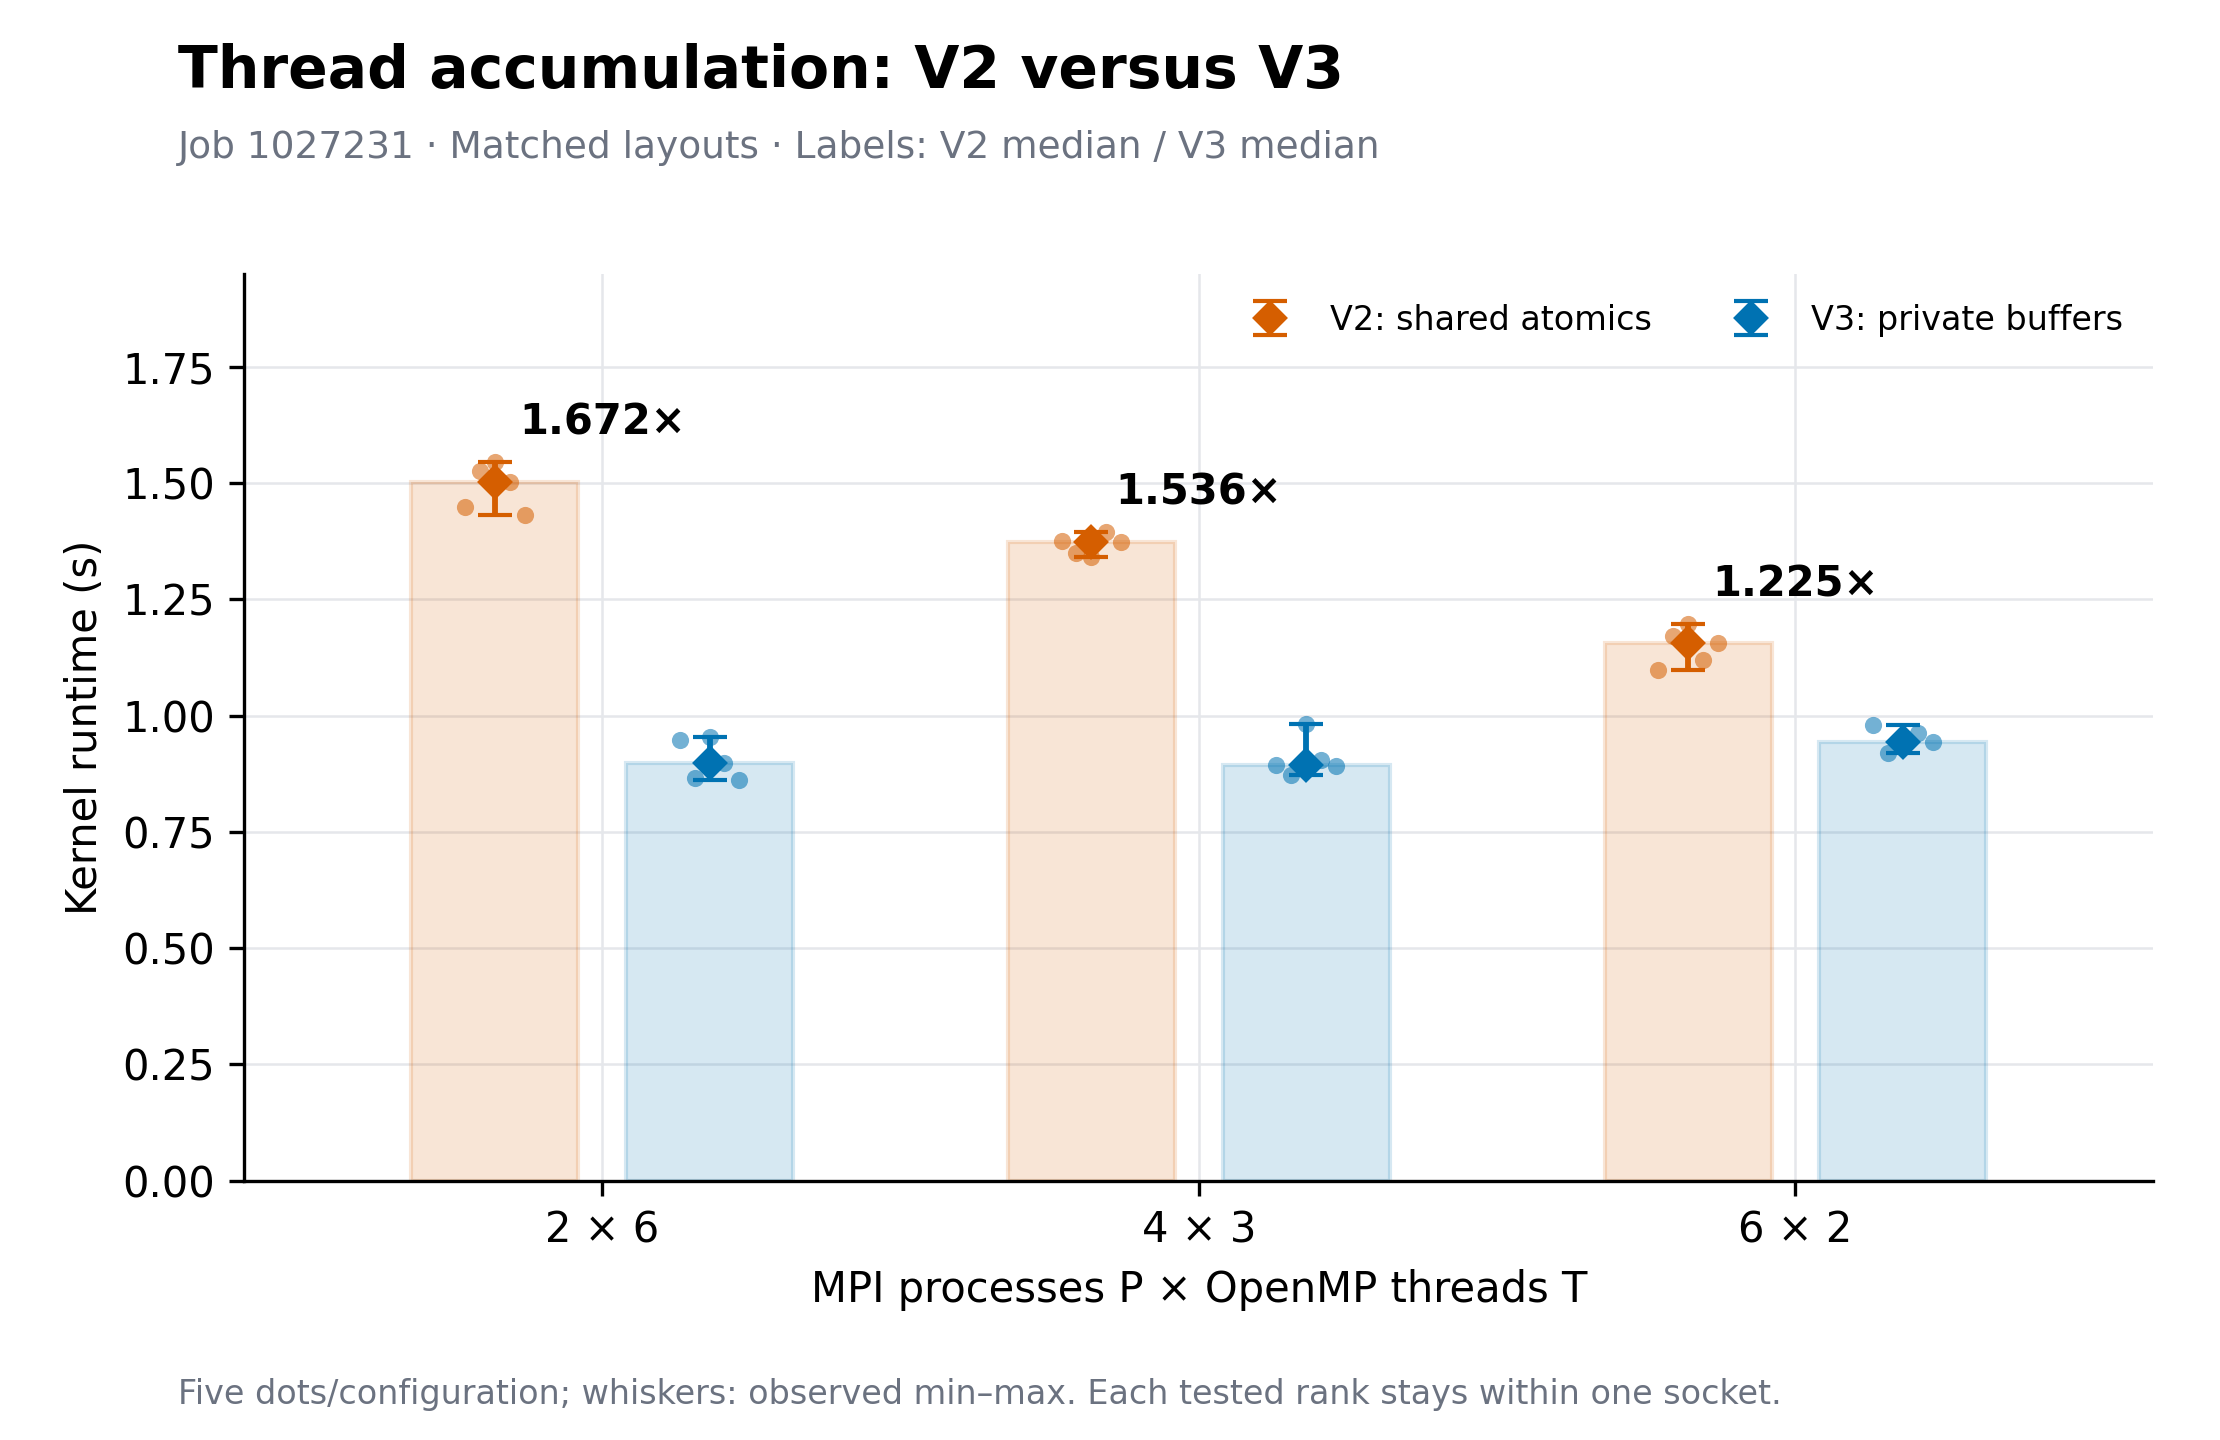 Thread accumulation: V2 versus V3
Job 1027231 · Matched layouts · Labels: V2 median / V3 median
V2: shared atomics
V3: private buffers
1.75
1.50
1.25
1.00
0.75
0.50
0.25
0.00
Kernel runtime (s)
1.672×
1.536×
1.225×
2 × 6
4 × 3
6 × 2
MPI processes P × OpenMP threads T
Five dots/configuration; whiskers: observed min–max. Each tested rank stays within one socket.